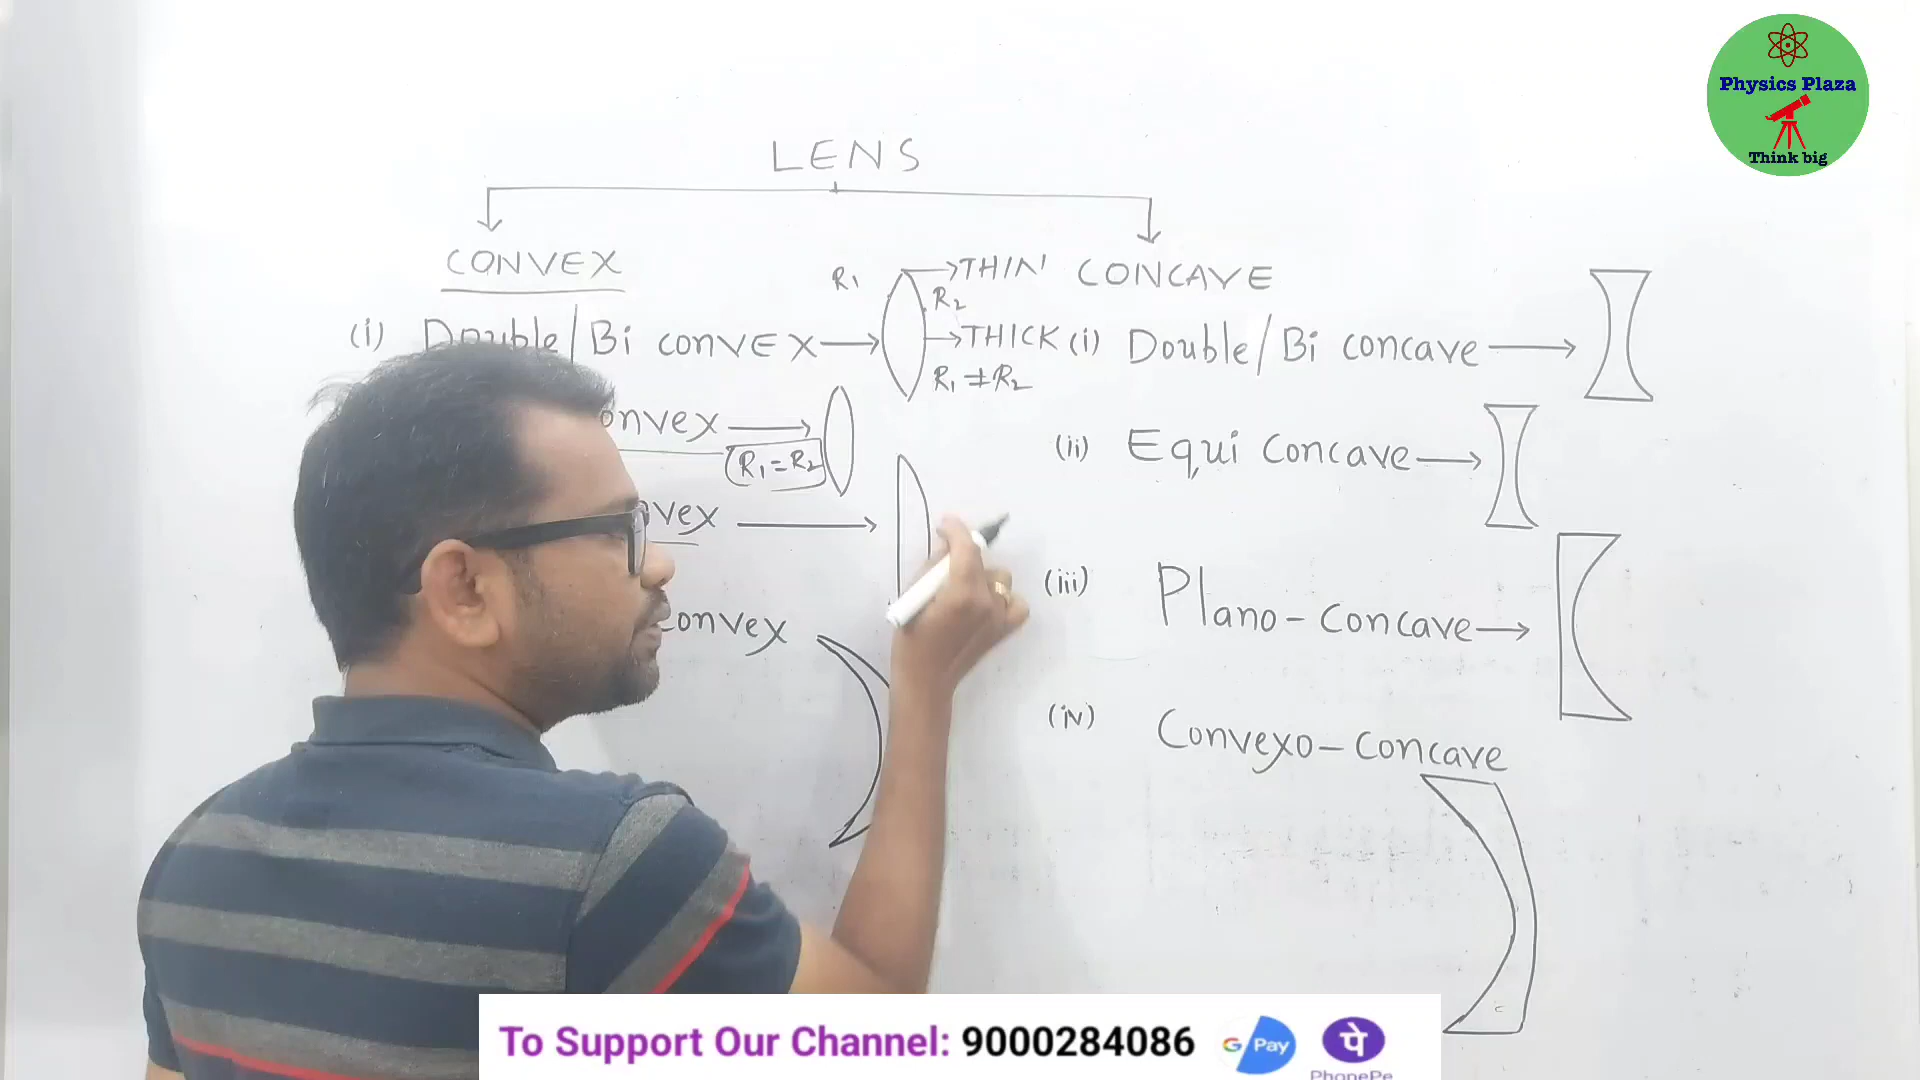 Physics Plaza
Think big
LENS
CONVEX
CONCAVE
(i) Double/Bi convex
R1
THIN
R2
THICK
R1 ≠ R2
onvex
R1 = R2
vex
convex
(i) Double/Bi concave
(ii) Equi concave
(iii) Plano-concave
(iv) Convexo-concave
To Support Our Channel: 9000284086
G Pay
पे
PhonePe